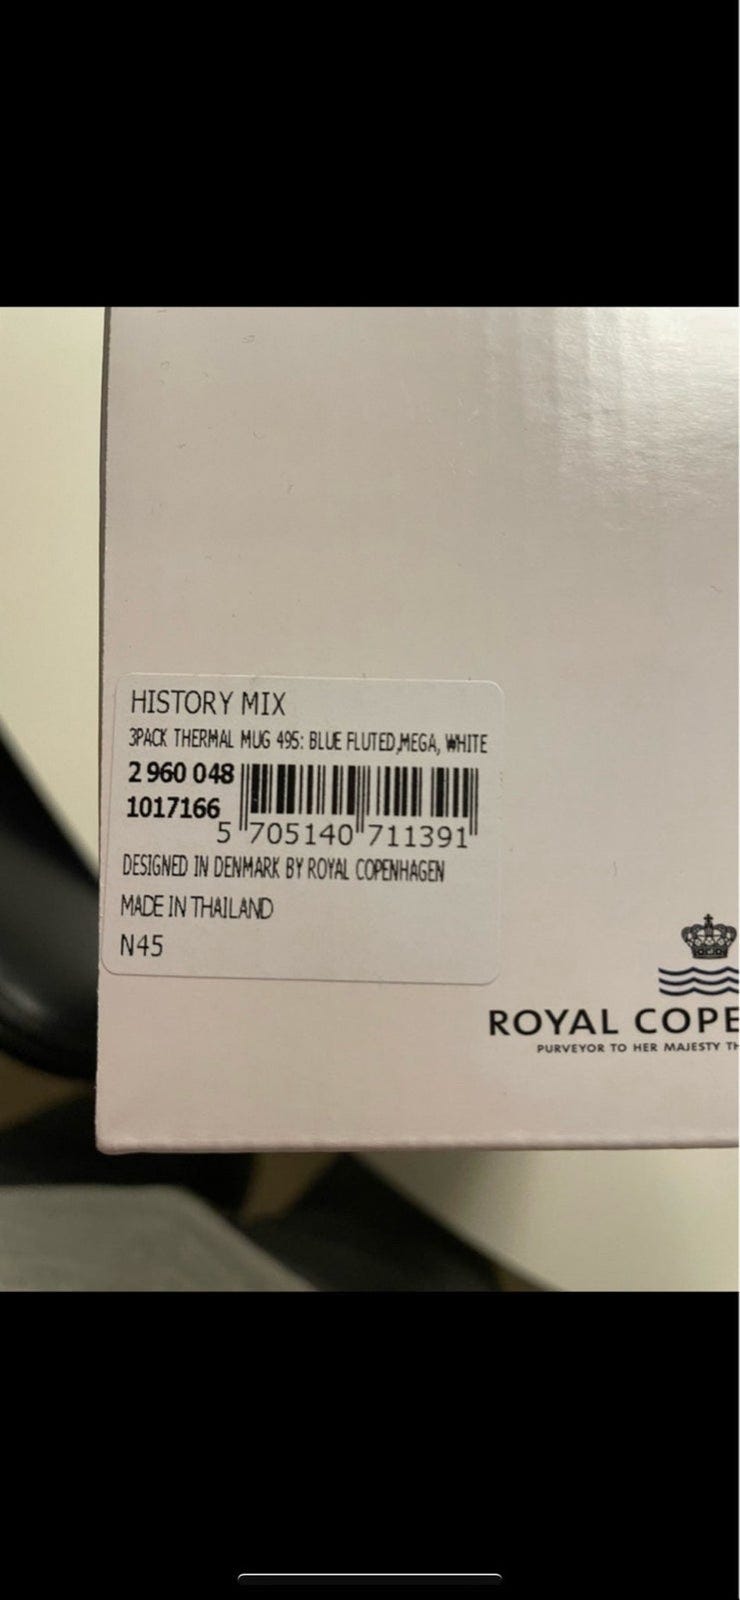 HISTORY MIX
3PACK THERMAL MUG 495: BLUE FLUTED,MEGA, WHITE
2 960 048
1017166
5 705140 711391
DESIGNED IN DENMARK BY ROYAL COPENHAGEN
MADE IN THAILAND
N45
ROYAL COPE
PURVEYOR TO HER MAJESTY TH